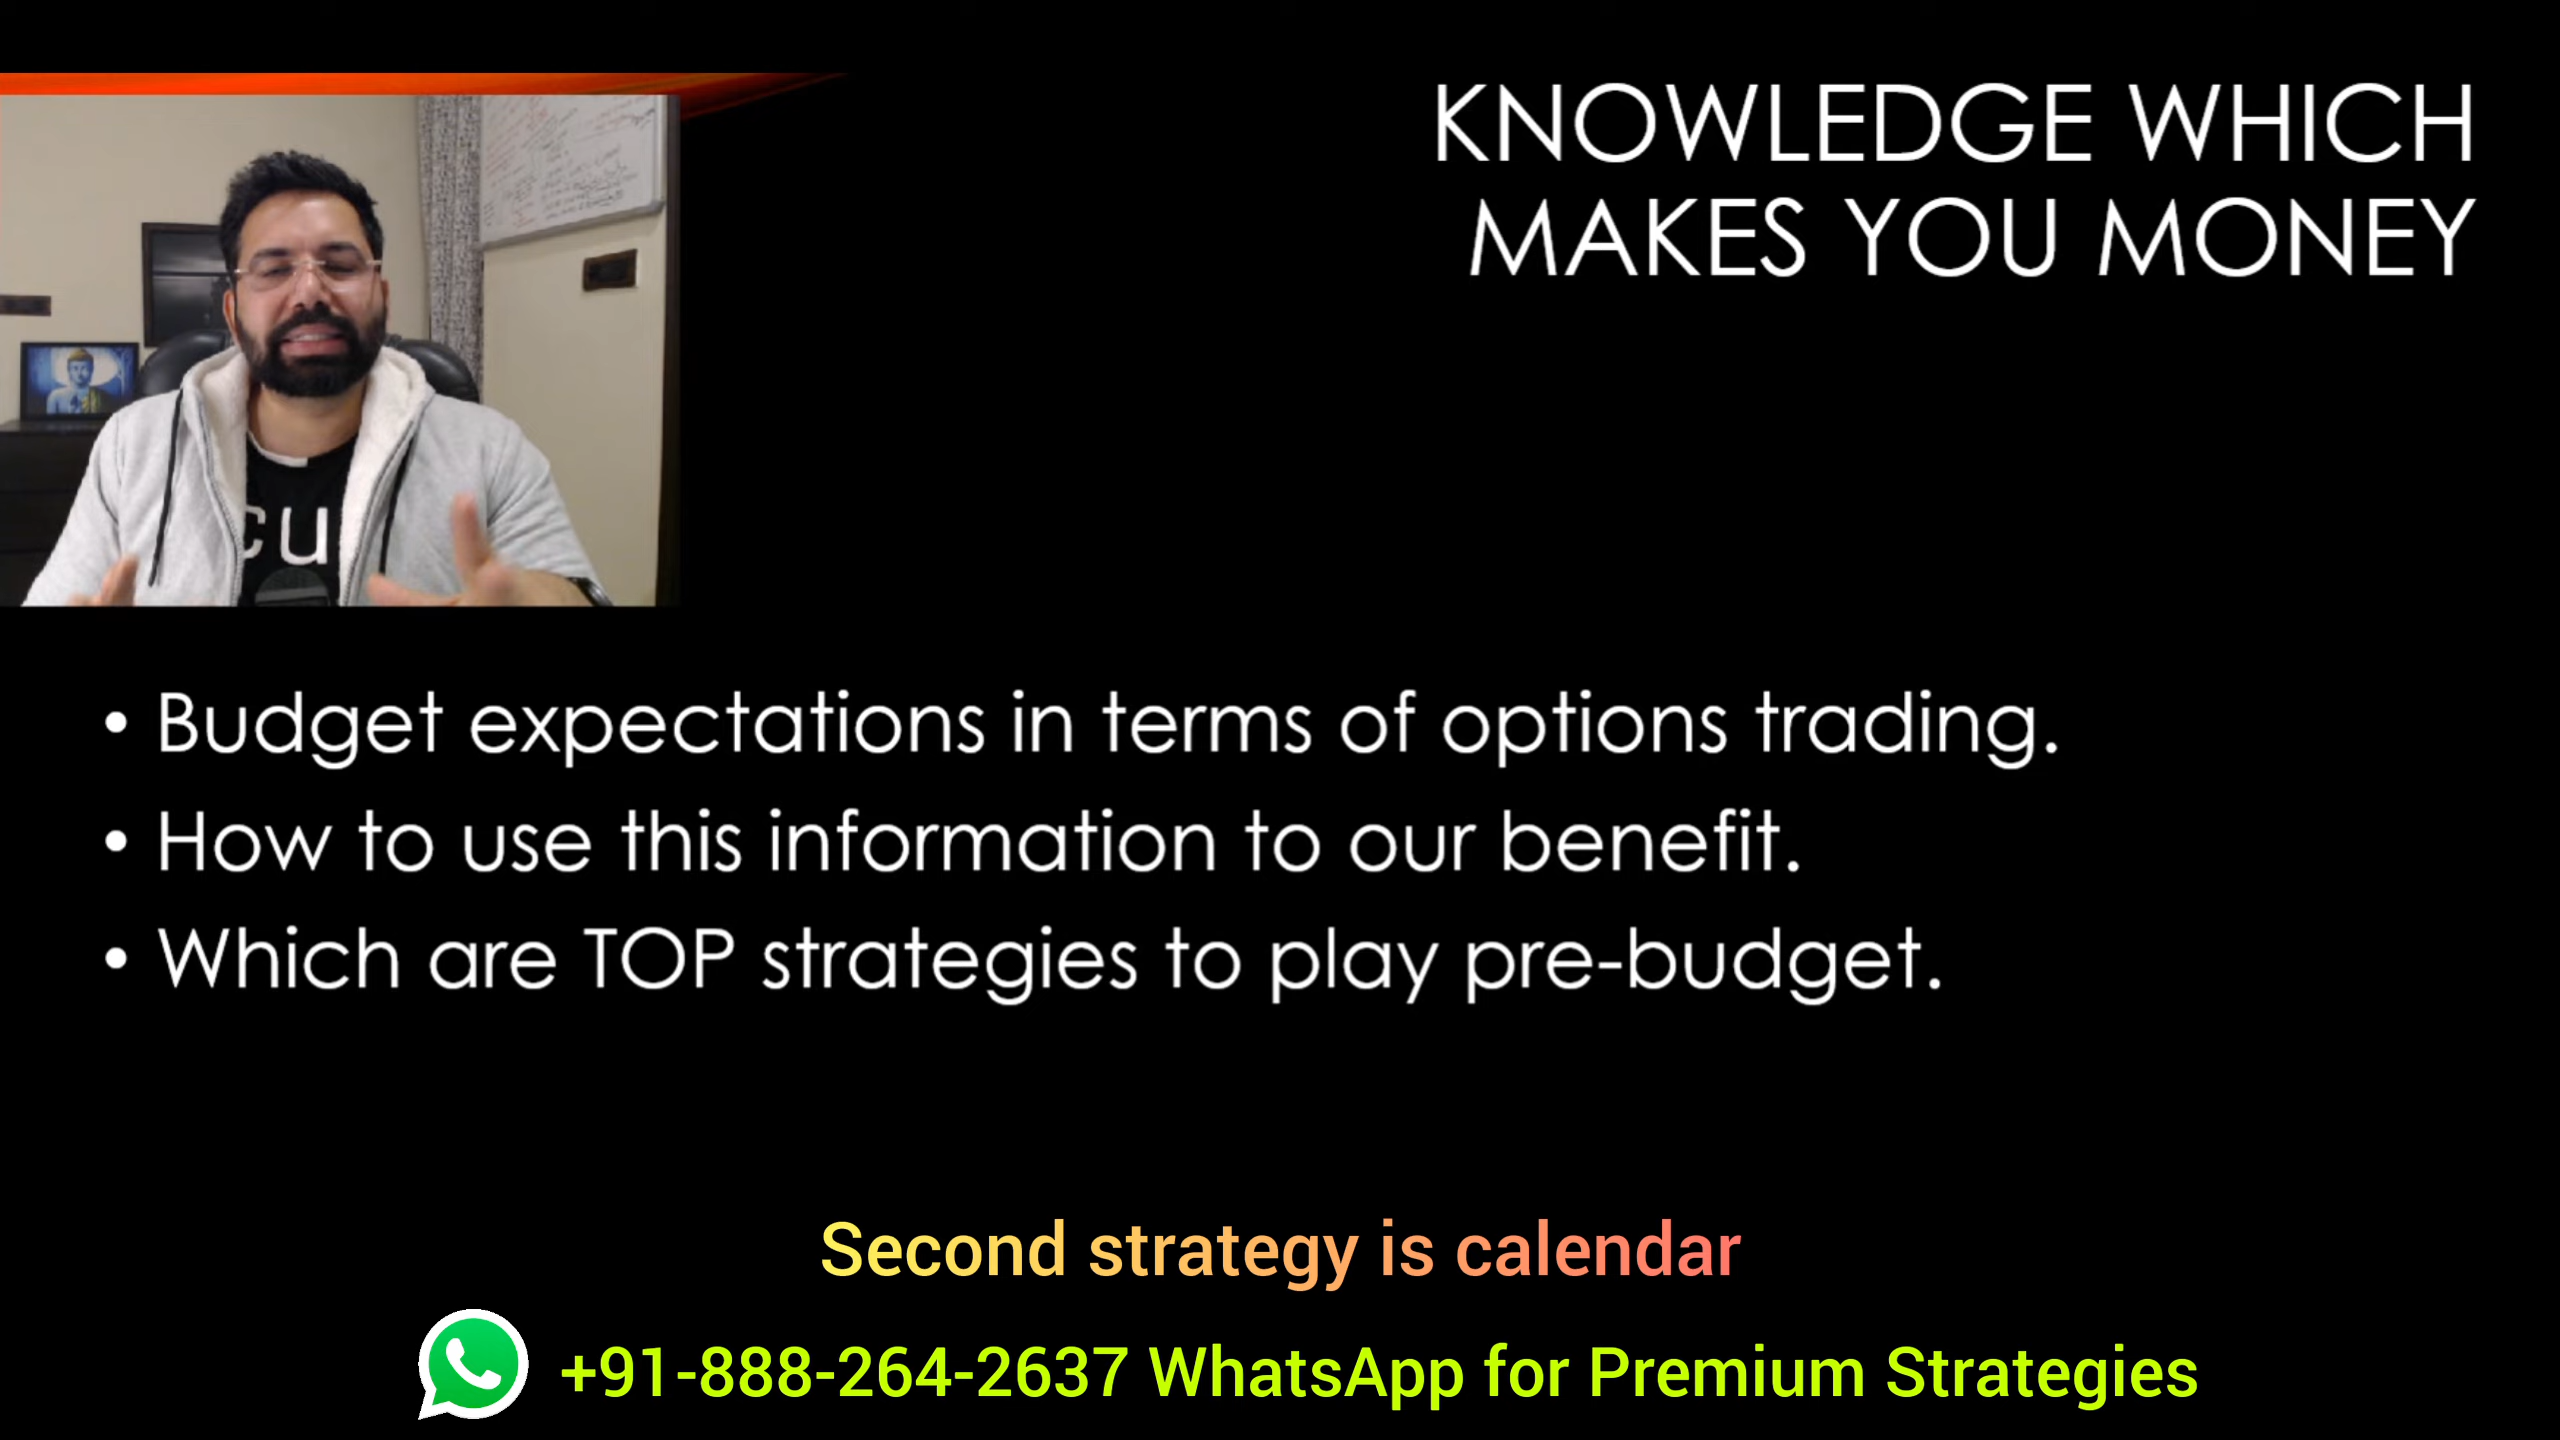 KNOWLEDGE WHICH
MAKES YOU MONEY
cu
• Budget expectations in terms of options trading.
• How to use this information to our benefit.
• Which are TOP strategies to play pre-budget.
Second strategy is calendar
+91-888-264-2637 WhatsApp for Premium Strategies